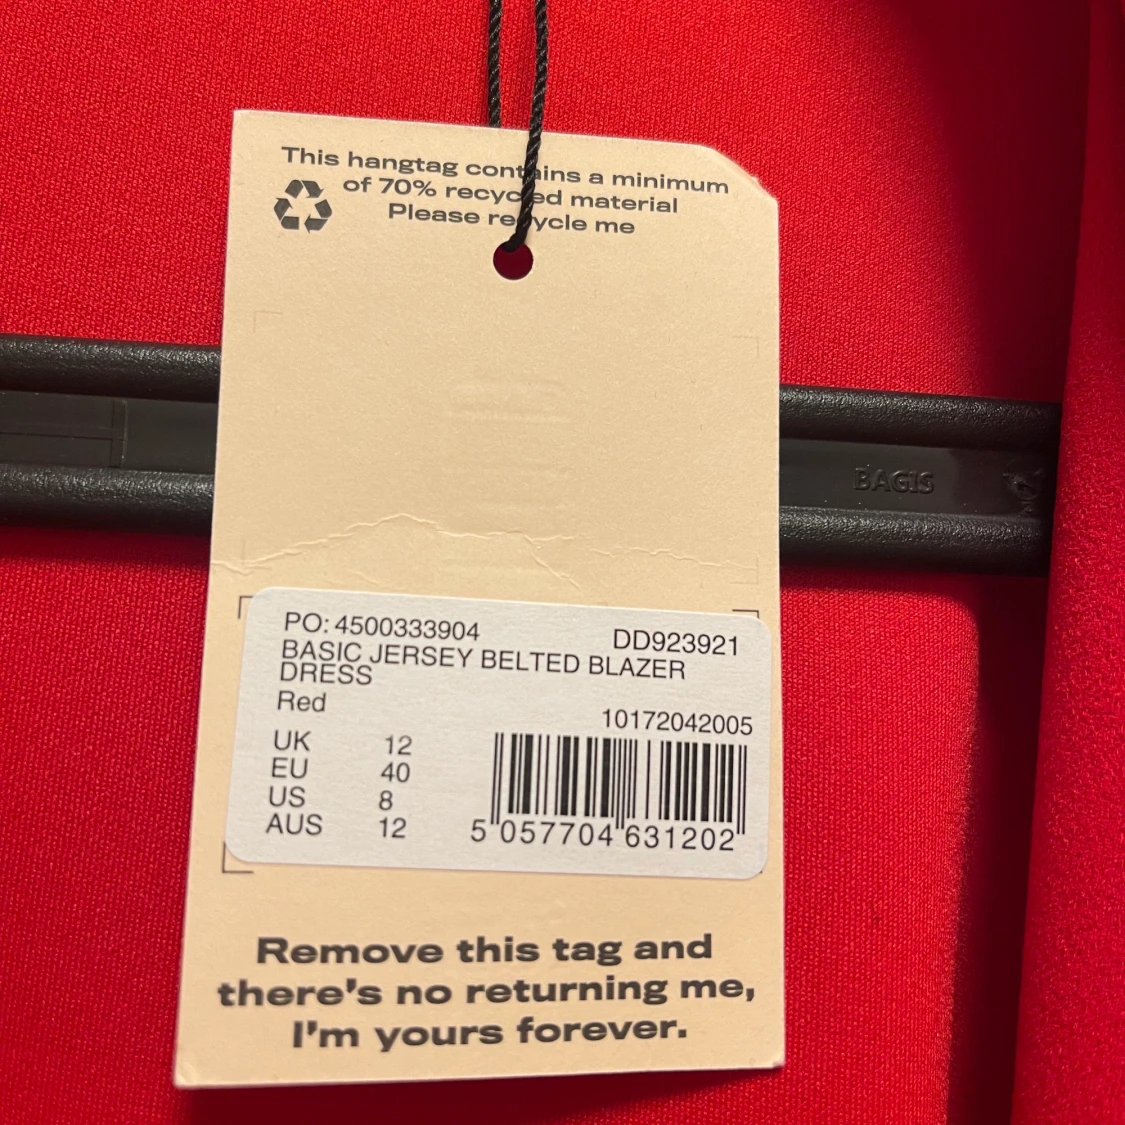 This hangtag contains a minimum
of 70% recycled material
Please recycle me
BAGIS
PO: 4500333904 DD923921
BASIC JERSEY BELTED BLAZER
DRESS
Red
10172042005
UK 12
EU 40
US 8
AUS 12
5 057704 631202
Remove this tag and
there's no returning me,
I'm yours forever.